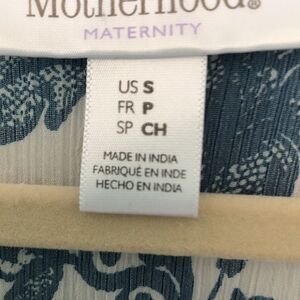 Motherhood®
MATERNITY
US S
FR P
SP CH
MADE IN INDIA
FABRIQUÉ EN INDE
HECHO EN INDIA